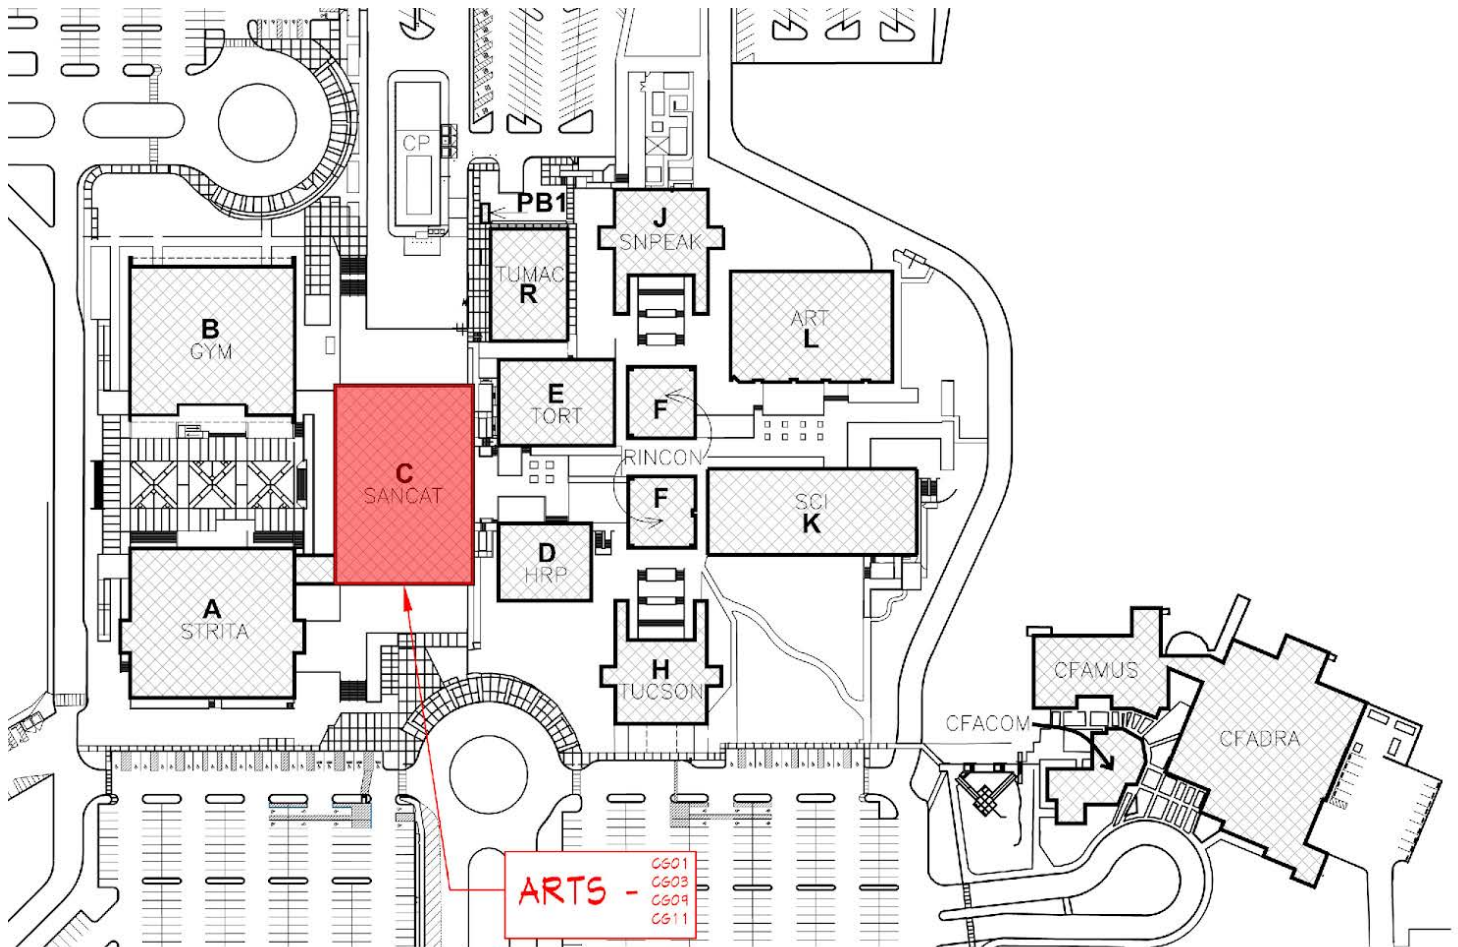 CP
PB1
J
SNPEAK
TUMAC
R
B
GYM
ART
L
E
TORT
F
C
SANCAT
RINCON
F
SCI
K
D
HRP
A
STRITA
H
TUCSON
CFAMUS
CFACOM
CFADRA
ARTS -
CG01
CG03
CG09
CG11